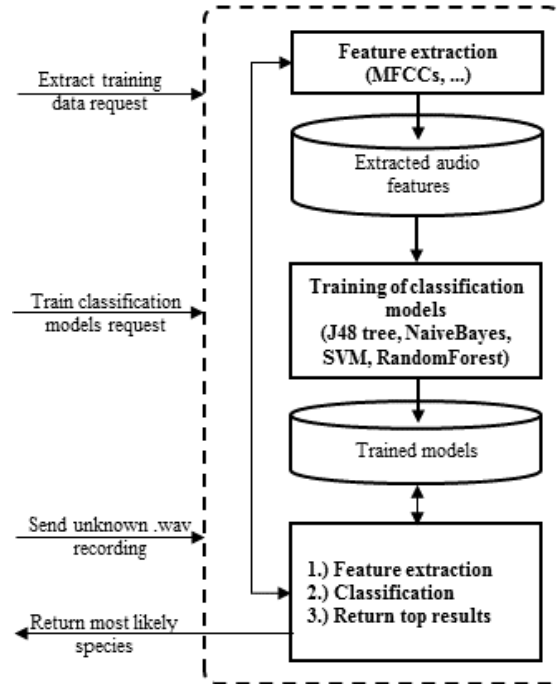 Feature extraction
(MFCCs, ...)
Extract training
data request
Extracted audio
features
Training of classification
models
(J48 tree, NaiveBayes,
SVM, RandomForest)
Train classification
models request
Trained models
Send unknown .wav
recording
1.) Feature extraction
2.) Classification
3.) Return top results
Return most likely
species